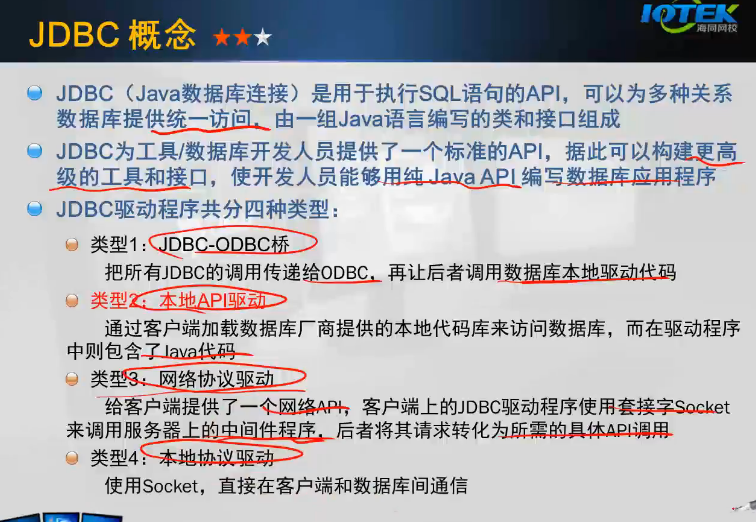 JDBC 概念
IOTEK
海同网校
JDBC（Java数据库连接）是用于执行SQL语句的API，可以为多种关系
数据库提供统一访问，由一组Java语言编写的类和接口组成
JDBC为工具/数据库开发人员提供了一个标准的API，据此可以构建更高
级的工具和接口，使开发人员能够用纯 Java API 编写数据库应用程序
JDBC驱动程序共分四种类型：
类型1：JDBC-ODBC桥
把所有JDBC的调用传递给ODBC，再让后者调用数据库本地驱动代码
类型2：本地API驱动
通过客户端加载数据库厂商提供的本地代码库来访问数据库，而在驱动程序
中则包含了Java代码
类型3：网络协议驱动
给客户端提供了一个网络API，客户端上的JDBC驱动程序使用套接字Socket
来调用服务器上的中间件程序，后者将其请求转化为所需的具体API调用
类型4：本地协议驱动
使用Socket，直接在客户端和数据库间通信